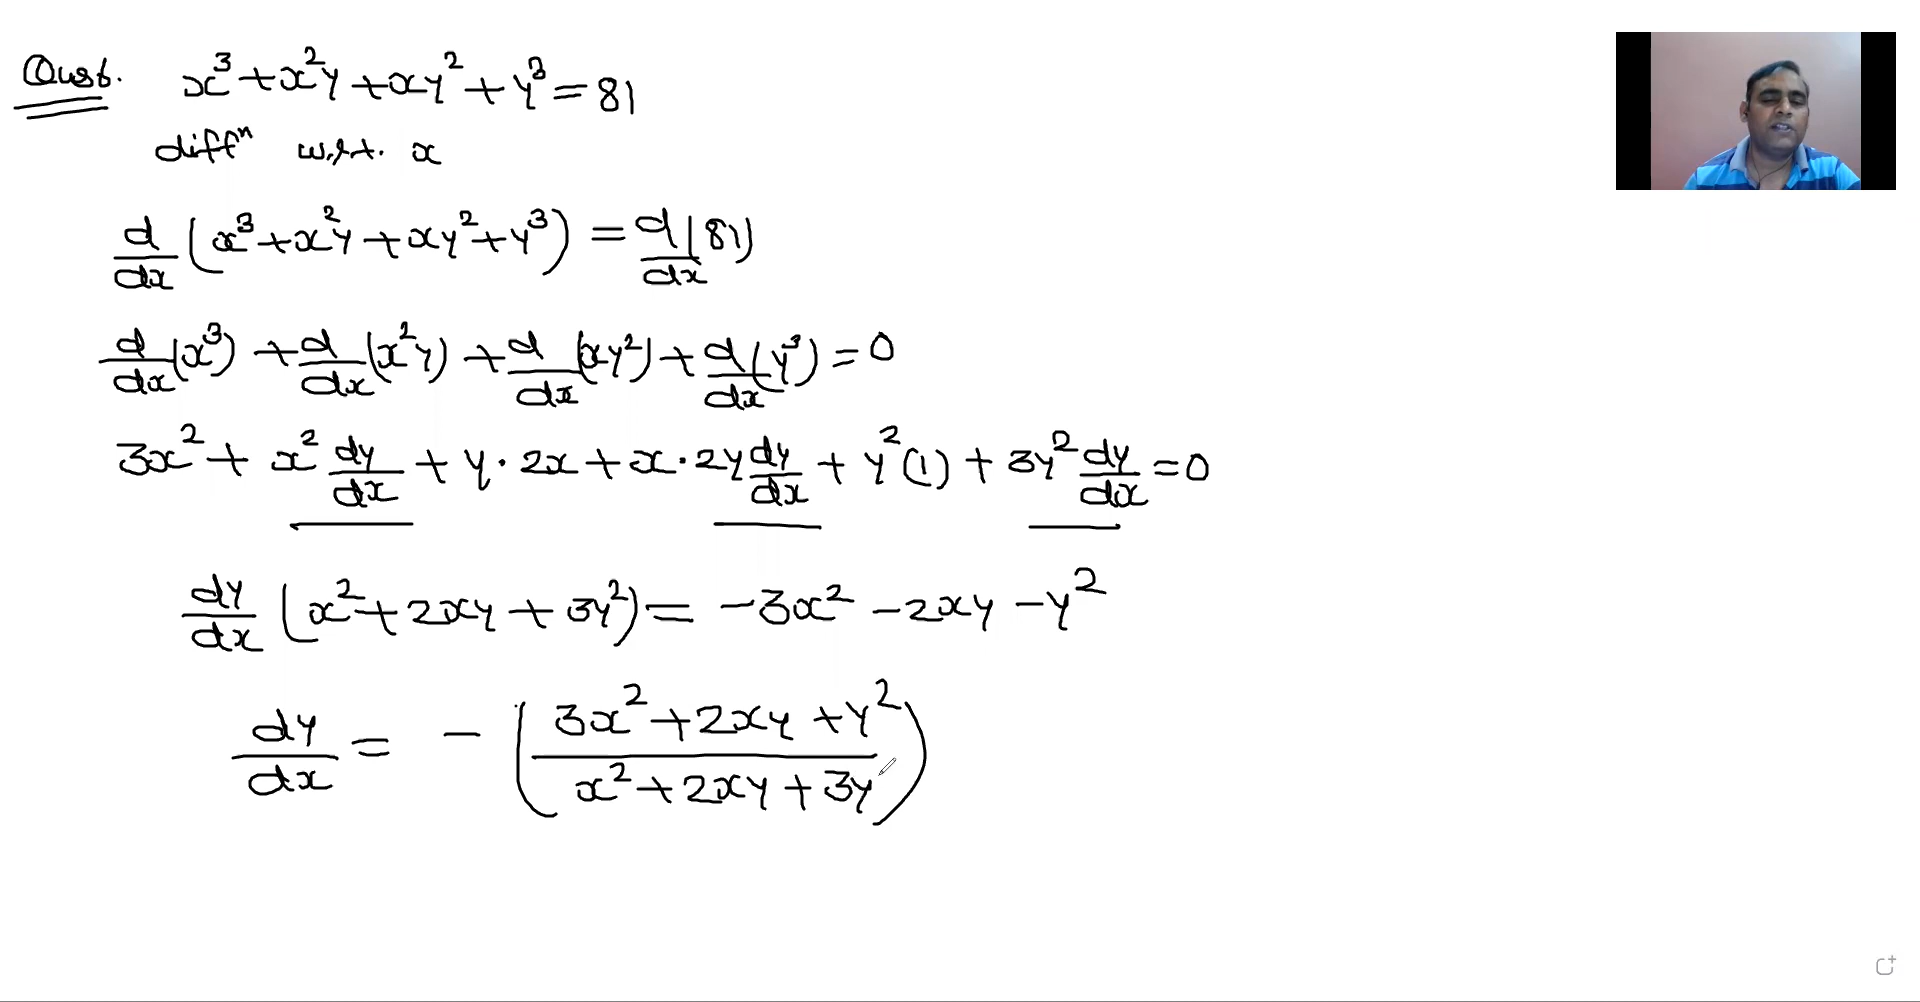 Quest. x³ + x²y + xy² + y³ = 81
diffⁿ w.r.t. x
d/dx (x³ + x²y + xy² + y³) = d/dx (81)
d/dx (x³) + d/dx (x²y) + d/dx (xy²) + d/dx (y³) = 0
3x² + x² dy/dx + y · 2x + x · 2y dy/dx + y² (1) + 3y² dy/dx = 0
dy/dx (x² + 2xy + 3y²) = -3x² - 2xy - y²
dy/dx = - ( 3x² + 2xy + y² / x² + 2xy + 3y )